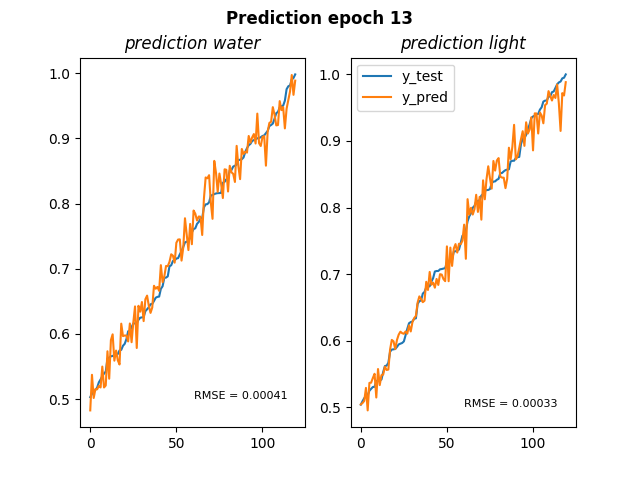 Prediction epoch 13
prediction water
1.0
0.9
0.8
0.7
0.6
0.5
RMSE = 0.00041
0 50 100
prediction light
y_test
y_pred
1.0
0.9
0.8
0.7
0.6
0.5
RMSE = 0.00033
0 50 100